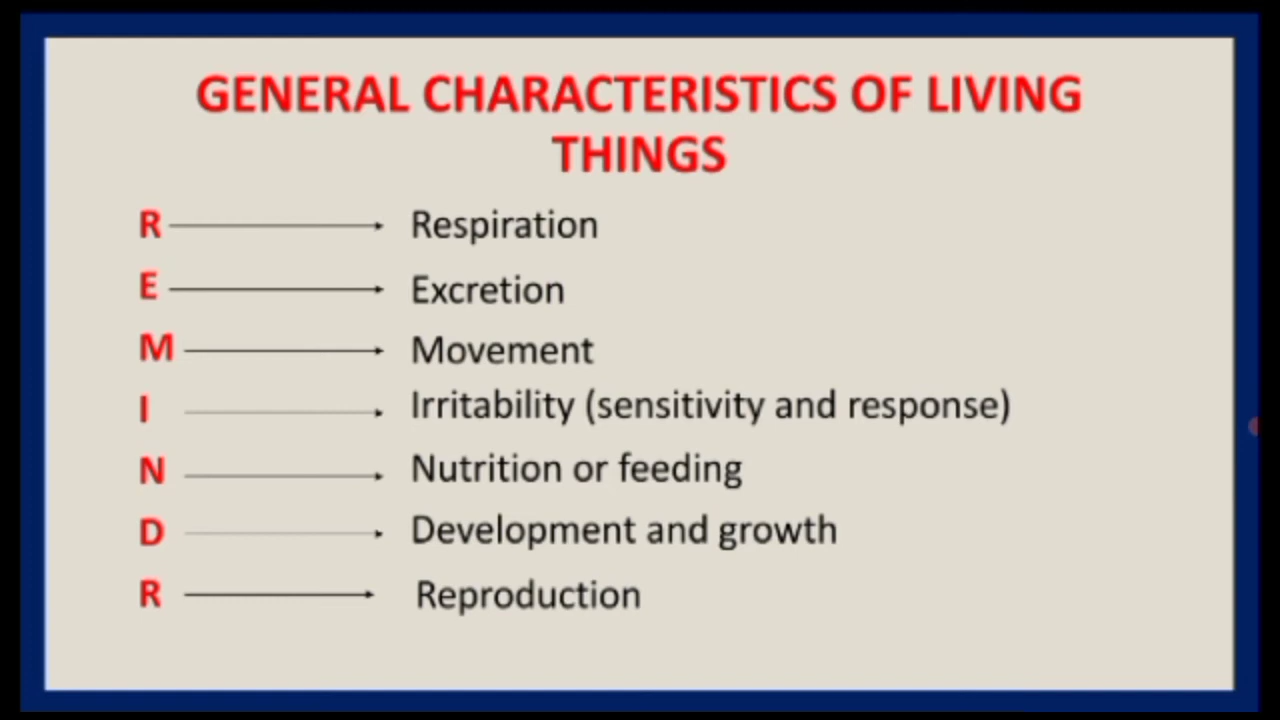 GENERAL CHARACTERISTICS OF LIVING
THINGS
R Respiration
E Excretion
M Movement
I Irritability (sensitivity and response)
N Nutrition or feeding
D Development and growth
R Reproduction